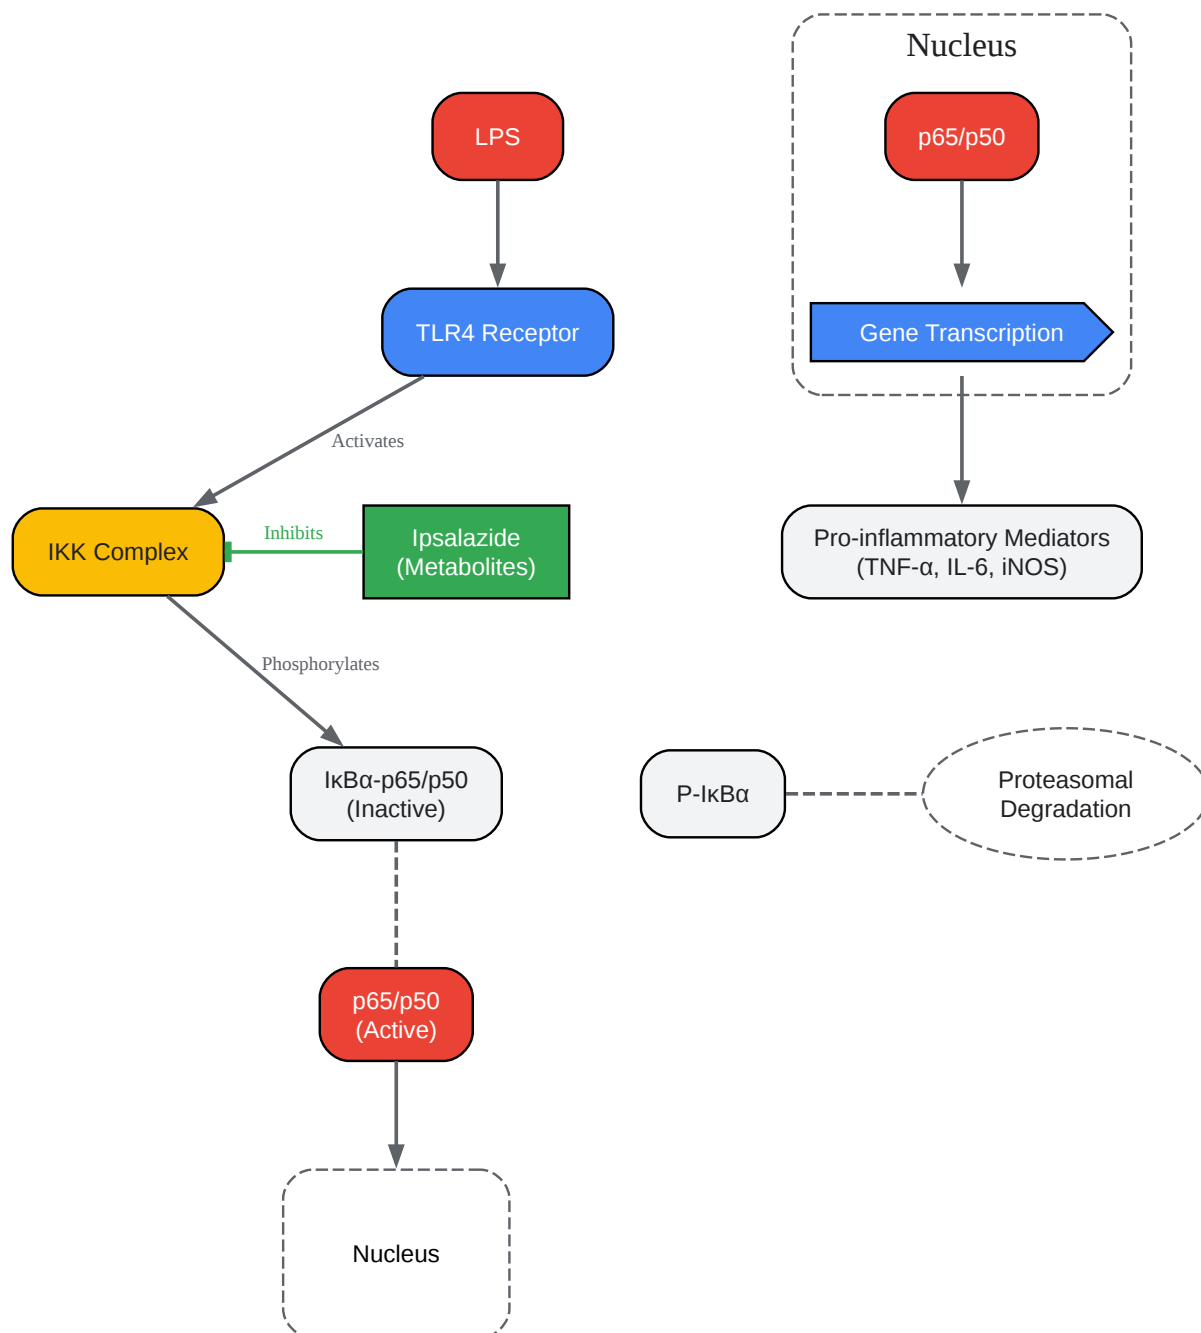 Nucleus
LPS
p65/p50
TLR4 Receptor
Gene Transcription
Activates
IKK Complex
Inhibits
Ipsalazide
(Metabolites)
Pro-inflammatory Mediators
(TNF-α, IL-6, iNOS)
Phosphorylates
IκBα-p65/p50
(Inactive)
P-IκBα
Proteasomal
Degradation
p65/p50
(Active)
Nucleus